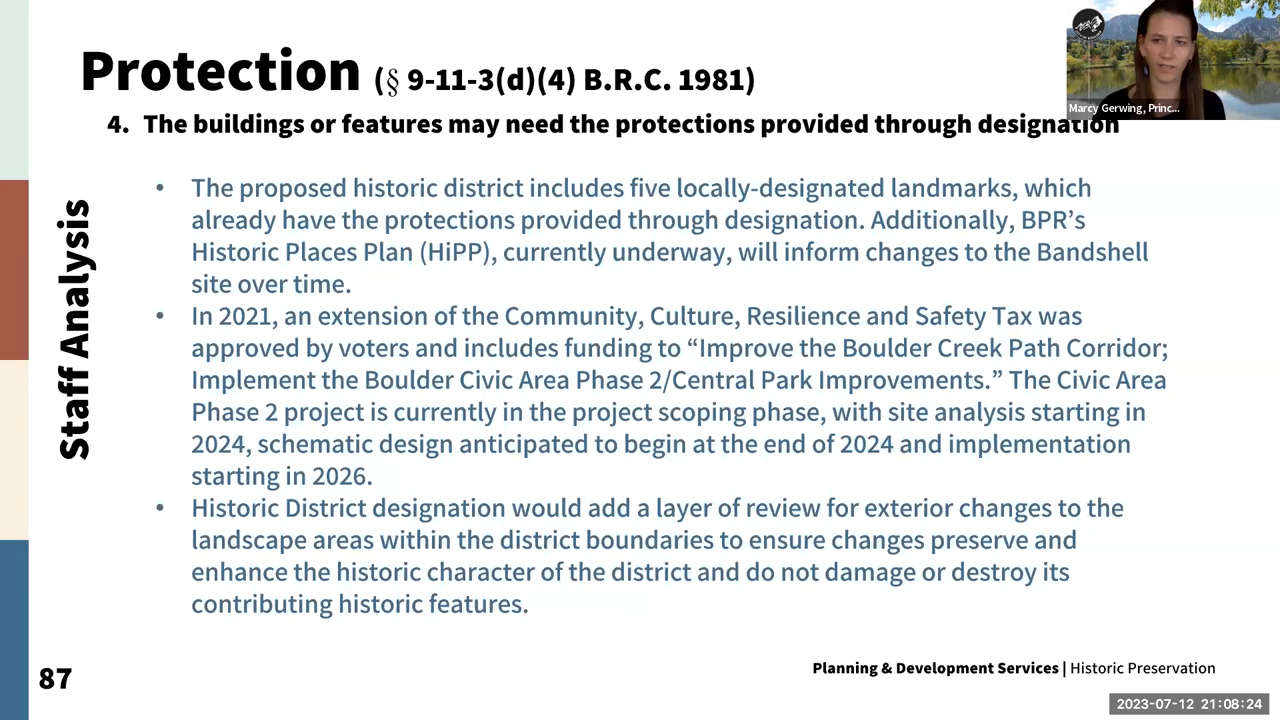 Protection (§ 9-11-3(d)(4) B.R.C. 1981)
4. The buildings or features may need the protections provided through designation
Marcy Gerwing, Princ...
Staff Analysis
• The proposed historic district includes five locally-designated landmarks, which
already have the protections provided through designation. Additionally, BPR’s
Historic Places Plan (HiPP), currently underway, will inform changes to the Bandshell
site over time.
• In 2021, an extension of the Community, Culture, Resilience and Safety Tax was
approved by voters and includes funding to “Improve the Boulder Creek Path Corridor;
Implement the Boulder Civic Area Phase 2/Central Park Improvements.” The Civic Area
Phase 2 project is currently in the project scoping phase, with site analysis starting in
2024, schematic design anticipated to begin at the end of 2024 and implementation
starting in 2026.
• Historic District designation would add a layer of review for exterior changes to the
landscape areas within the district boundaries to ensure changes preserve and
enhance the historic character of the district and do not damage or destroy its
contributing historic features.
87
Planning & Development Services | Historic Preservation
2023-07-12 21:08:24